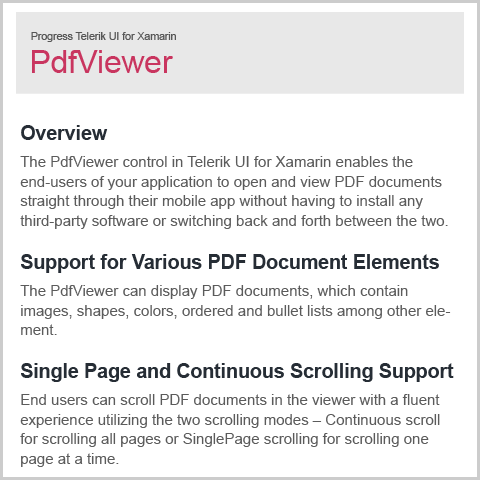 Progress Telerik UI for Xamarin
PdfViewer
Overview
The PdfViewer control in Telerik UI for Xamarin enables the
end-users of your application to open and view PDF documents
straight through their mobile app without having to install any
third-party software or switching back and forth between the two.
Support for Various PDF Document Elements
The PdfViewer can display PDF documents, which contain
images, shapes, colors, ordered and bullet lists among other ele-
ment.
Single Page and Continuous Scrolling Support
End users can scroll PDF documents in the viewer with a fluent
experience utilizing the two scrolling modes – Continuous scroll
for scrolling all pages or SinglePage scrolling for scrolling one
page at a time.